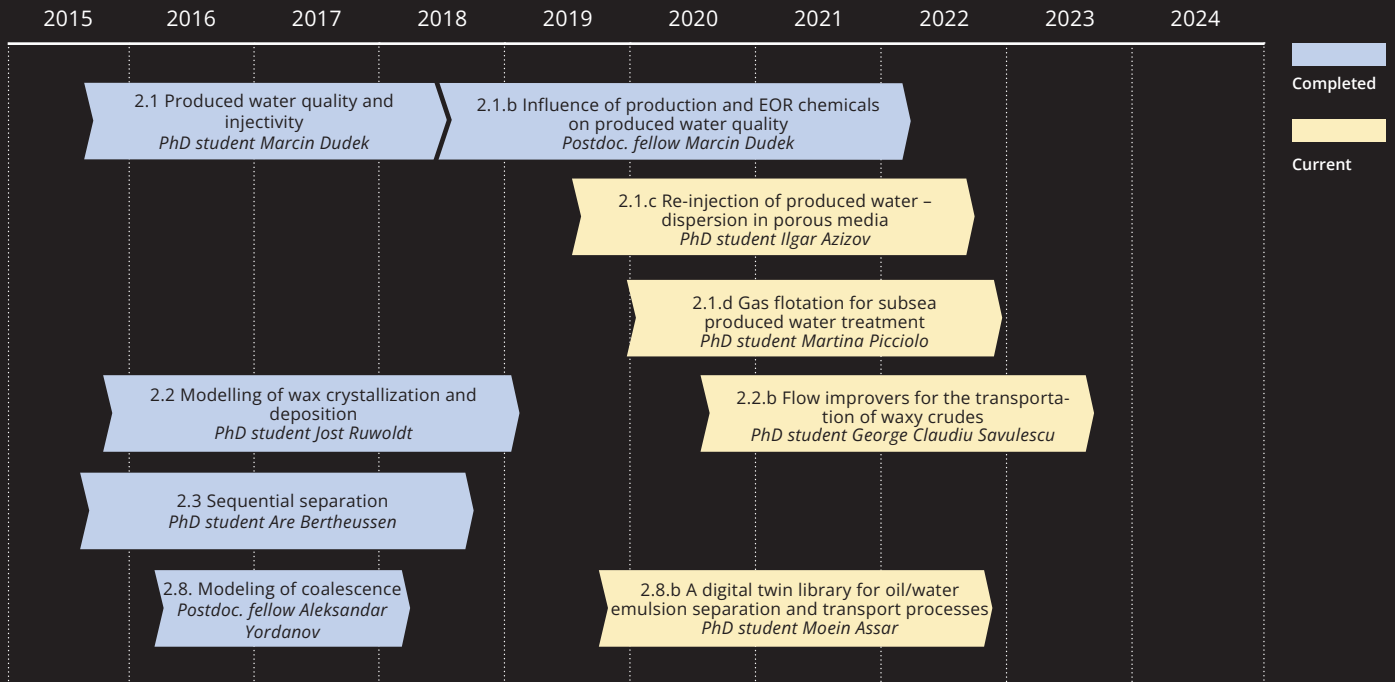 2015 2016 2017 2018 2019 2020 2021 2022 2023 2024
Completed
Current
2.1 Produced water quality and
injectivity
PhD student Marcin Dudek
2.1.b Influence of production and EOR chemicals
on produced water quality
Postdoc. fellow Marcin Dudek
2.1.c Re-injection of produced water –
dispersion in porous media
PhD student Ilgar Azizov
2.1.d Gas flotation for subsea
produced water treatment
PhD student Martina Picciolo
2.2 Modelling of wax crystallization and
deposition
PhD student Jost Ruwoldt
2.2.b Flow improvers for the transporta-
tion of waxy crudes
PhD student George Claudiu Savulescu
2.3 Sequential separation
PhD student Are Bertheussen
2.8. Modeling of coalescence
Postdoc. fellow Aleksandar
Yordanov
2.8.b A digital twin library for oil/water
emulsion separation and transport processes
PhD student Moein Assar